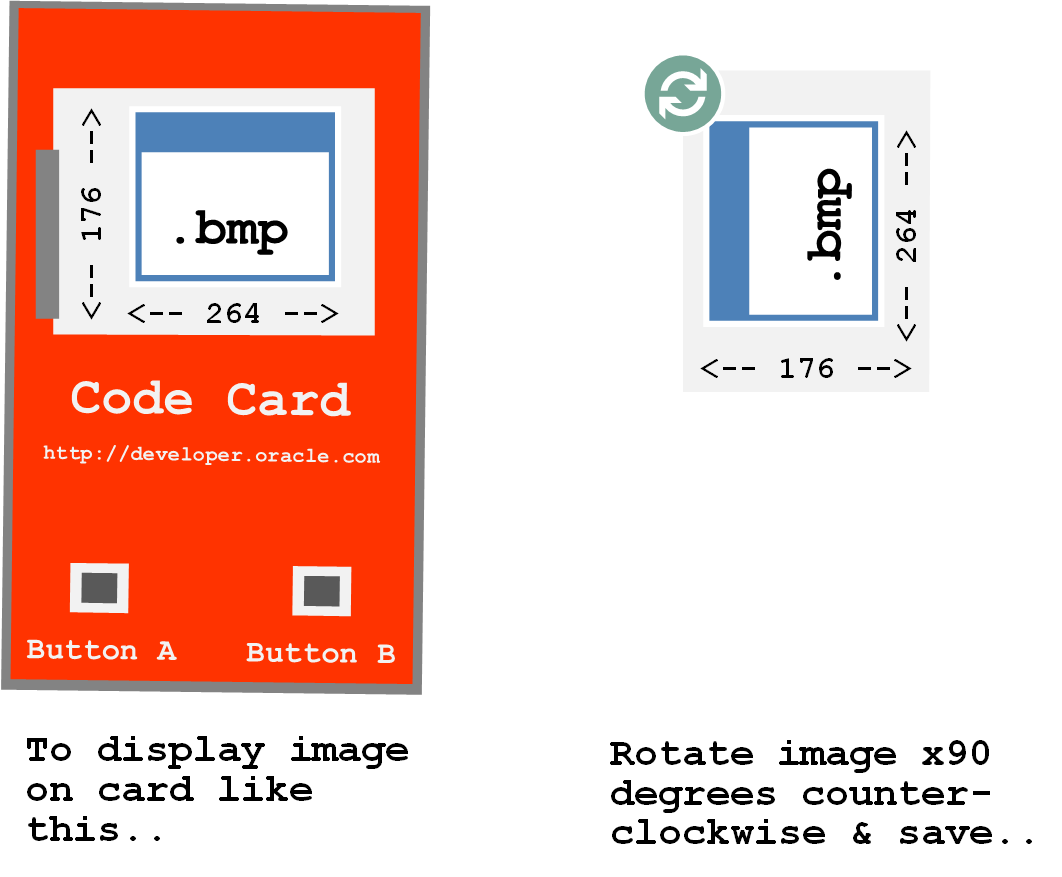 <-- 176 -->
.bmp
<-- 264 -->
Code Card
http://developer.oracle.com
Button A
Button B
To display image
on card like
this..
.bmp
<-- 264 -->
<-- 176 -->
Rotate image x90
degrees counter-
clockwise & save..